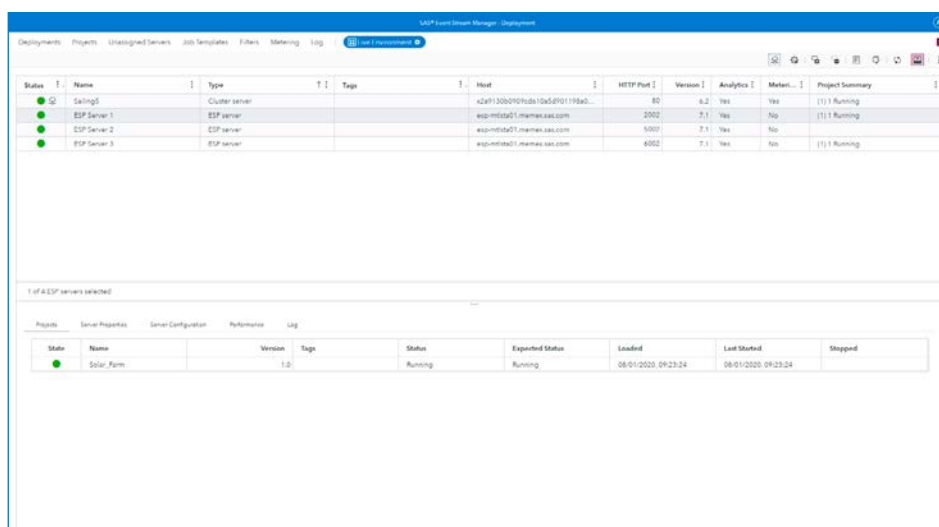 SAS® Event Stream Manager - Deployment
Deployments Projects Unassigned Servers Job Templates Filters Metering Log Live Environment
Status Name Type Tags Host HTTP Port Version Analytics Meteri... Project Summary
Cluster server 80 6.2 Yes Yes (1) 1 Running
ESP Server 1 ESP server esp-mtlsta01.memex.sas.com 2002 7.1 Yes No (1) 1 Running
ESP Server 2 ESP server esp-mtlsta01.memex.sas.com 5002 7.1 Yes No
ESP Server 3 ESP server esp-mtlsta01.memex.sas.com 6002 7.1 Yes No (1) 1 Running
1 of 4 ESP servers selected
Projects Server Properties Server Configuration Performance Log
State Name Version Tags Status Expected Status Loaded Last Started Stopped
Solar_Farm 1.0 Running Running 08/01/2020, 09:23:24 08/01/2020, 09:23:24